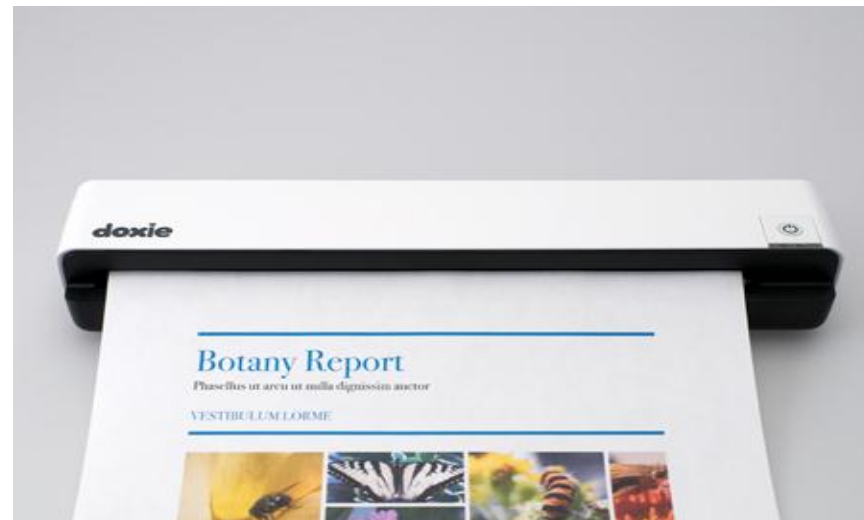 doxie
Botany Report
Phasellus ut arcu ut nulla dignissim auctor
VESTIBULUM LORME